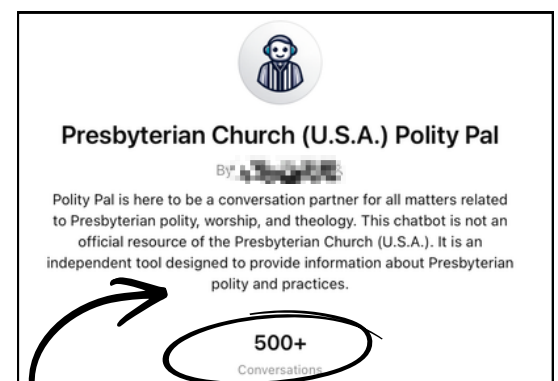 Presbyterian Church (U.S.A.) Polity Pal
By
Polity Pal is here to be a conversation partner for all matters related
to Presbyterian polity, worship, and theology. This chatbot is not an
official resource of the Presbyterian Church (U.S.A.). It is an
independent tool designed to provide information about Presbyterian
polity and practices.
500+
Conversations